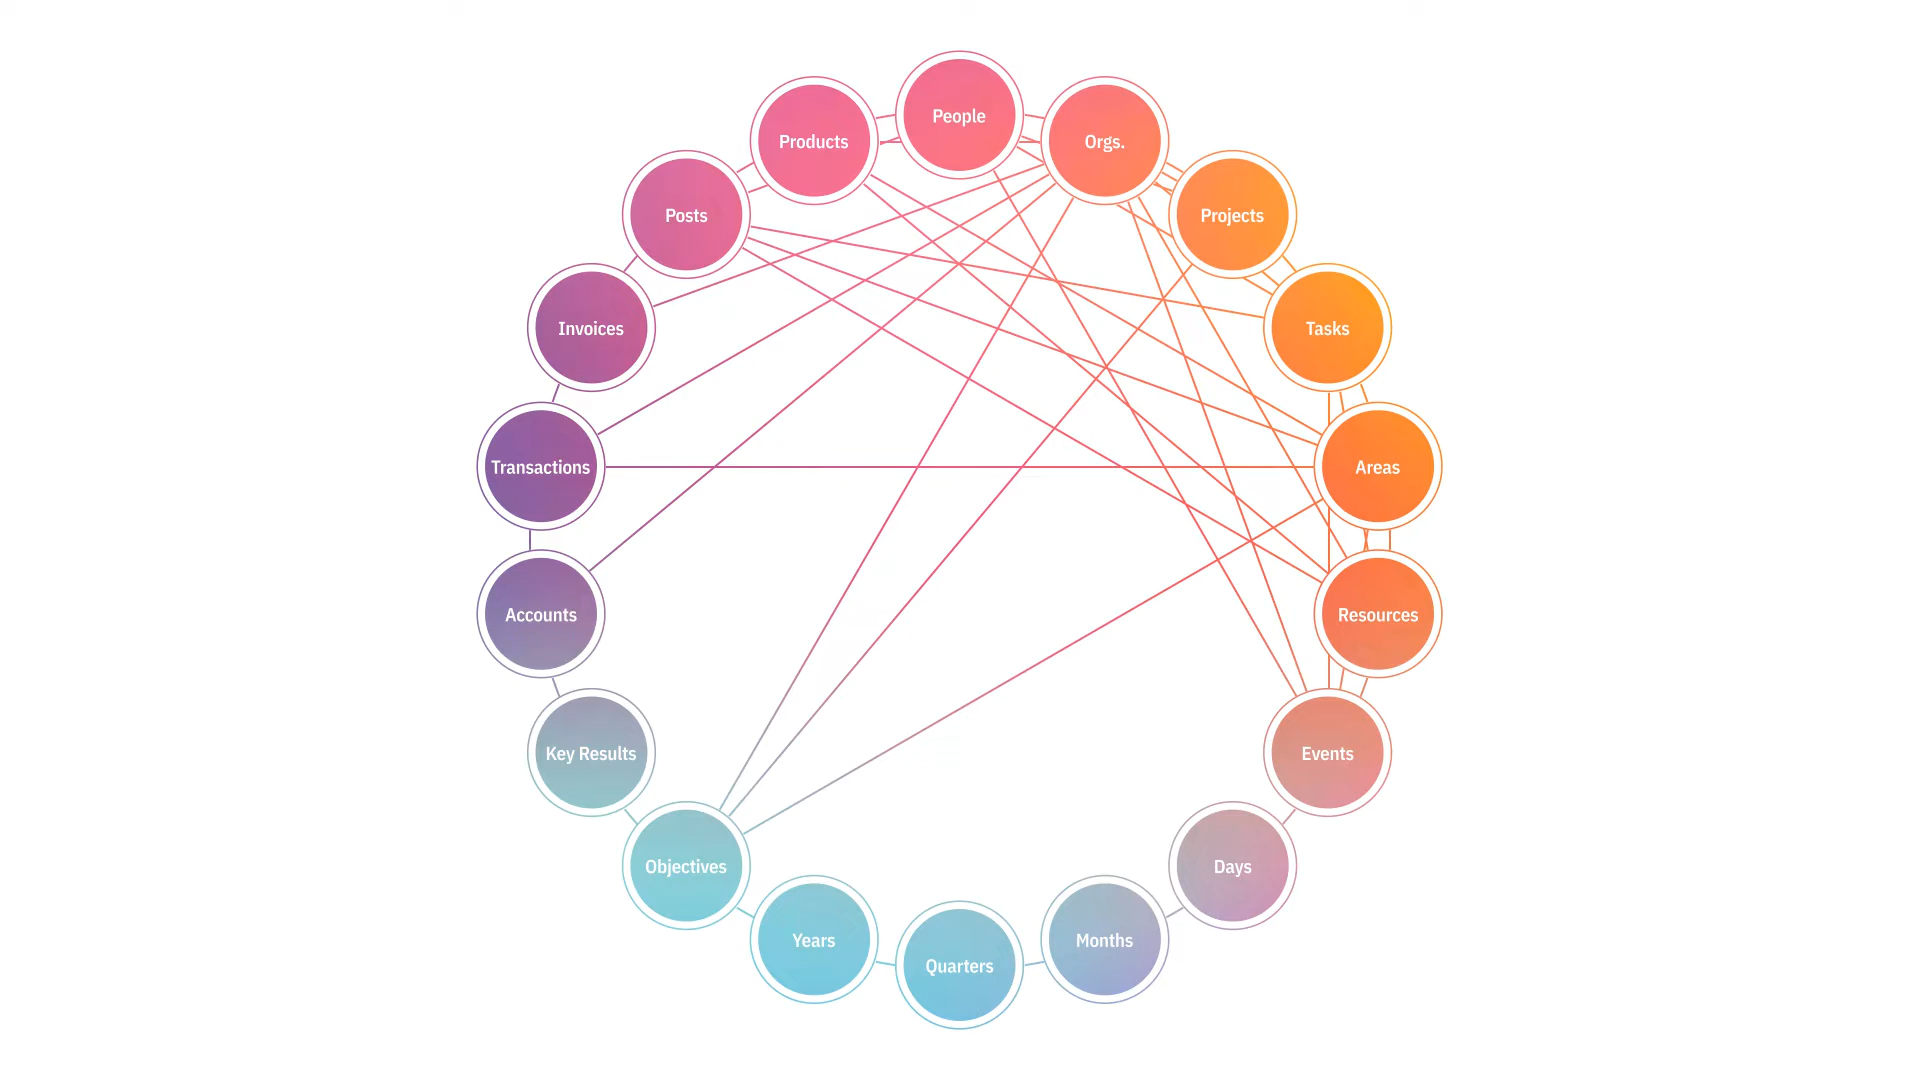 People
Orgs.
Projects
Tasks
Areas
Resources
Events
Days
Months
Quarters
Years
Objectives
Key Results
Accounts
Transactions
Invoices
Posts
Products